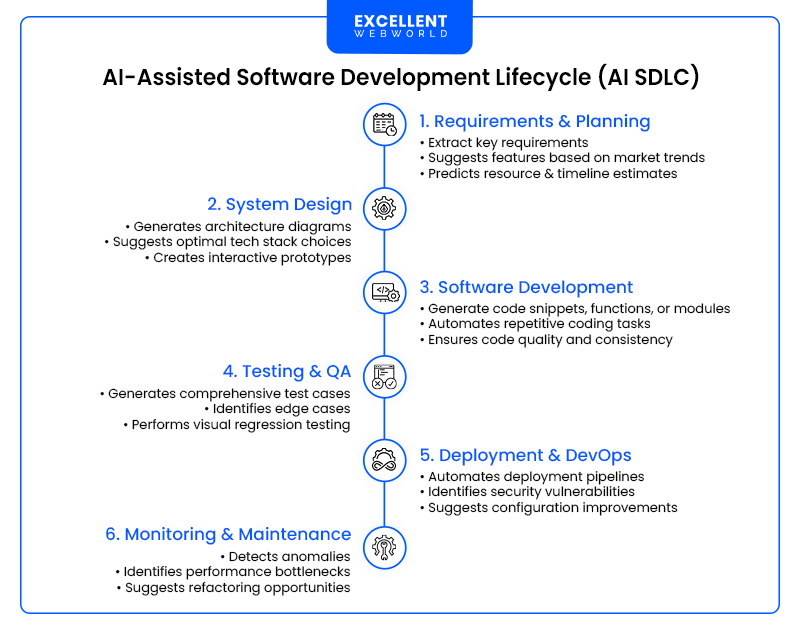 EXCELLENT
WEBWORLD
AI-Assisted Software Development Lifecycle (AI SDLC)
1. Requirements & Planning
• Extract key requirements
• Suggests features based on market trends
• Predicts resource & timeline estimates
2. System Design
• Generates architecture diagrams
• Suggests optimal tech stack choices
• Creates interactive prototypes
3. Software Development
• Generate code snippets, functions, or modules
• Automates repetitive coding tasks
• Ensures code quality and consistency
4. Testing & QA
• Generates comprehensive test cases
• Identifies edge cases
• Performs visual regression testing
5. Deployment & DevOps
• Automates deployment pipelines
• Identifies security vulnerabilities
• Suggests configuration improvements
6. Monitoring & Maintenance
• Detects anomalies
• Identifies performance bottlenecks
• Suggests refactoring opportunities